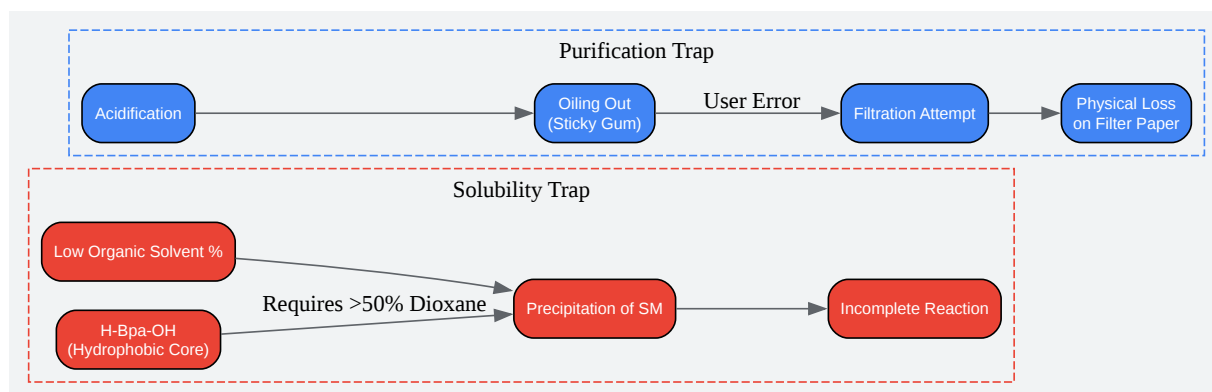 Purification Trap
Acidification
Oiling Out
(Sticky Gum)
User Error
Filtration Attempt
Physical Loss
on Filter Paper
Solubility Trap
Low Organic Solvent %
H-Bpa-OH
(Hydrophobic Core)
Requires >50% Dioxane
Precipitation of SM
Incomplete Reaction